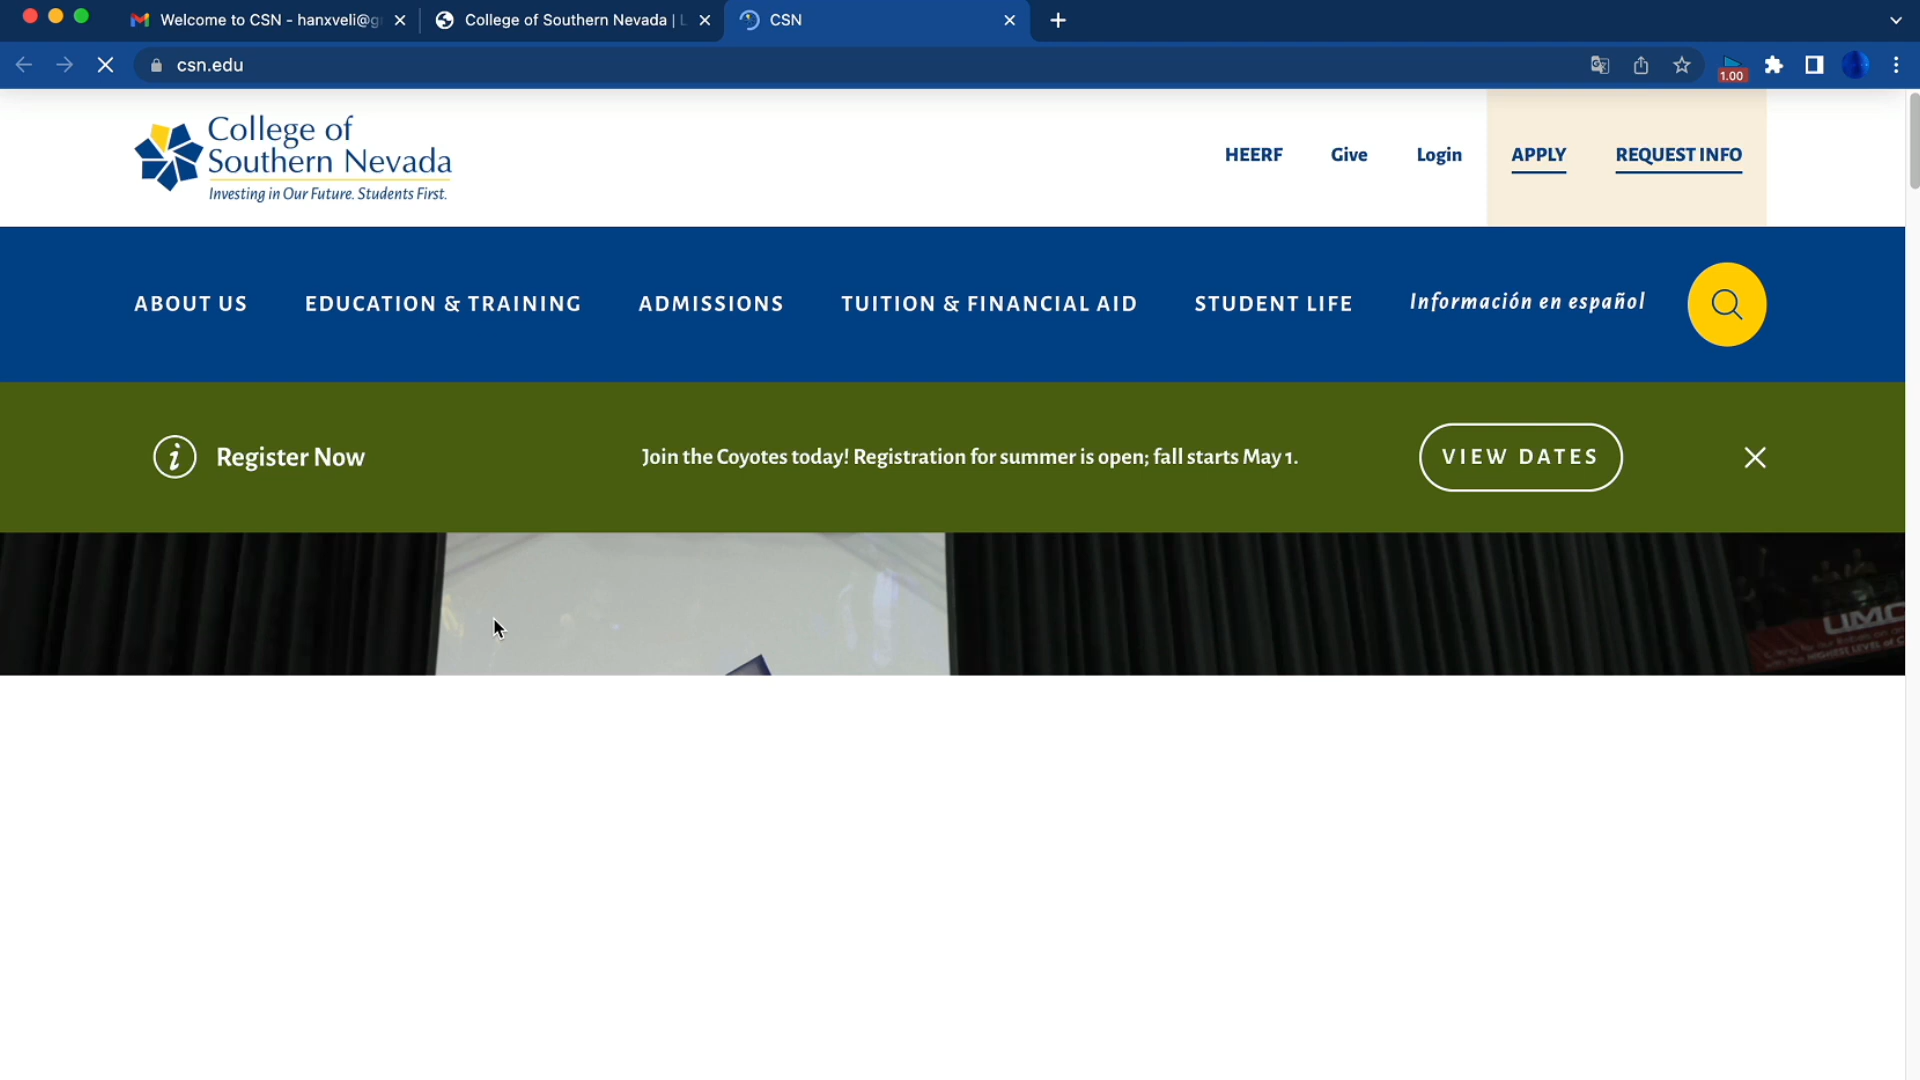 Welcome to CSN - hanxveli@g
College of Southern Nevada | L
CSN
csn.edu
1.00
College of
Southern Nevada
Investing in Our Future. Students First.
HEERF
Give
Login
APPLY
REQUEST INFO
ABOUT US
EDUCATION & TRAINING
ADMISSIONS
TUITION & FINANCIAL AID
STUDENT LIFE
Información en español
i
Register Now
Join the Coyotes today! Registration for summer is open; fall starts May 1.
VIEW DATES
UMC